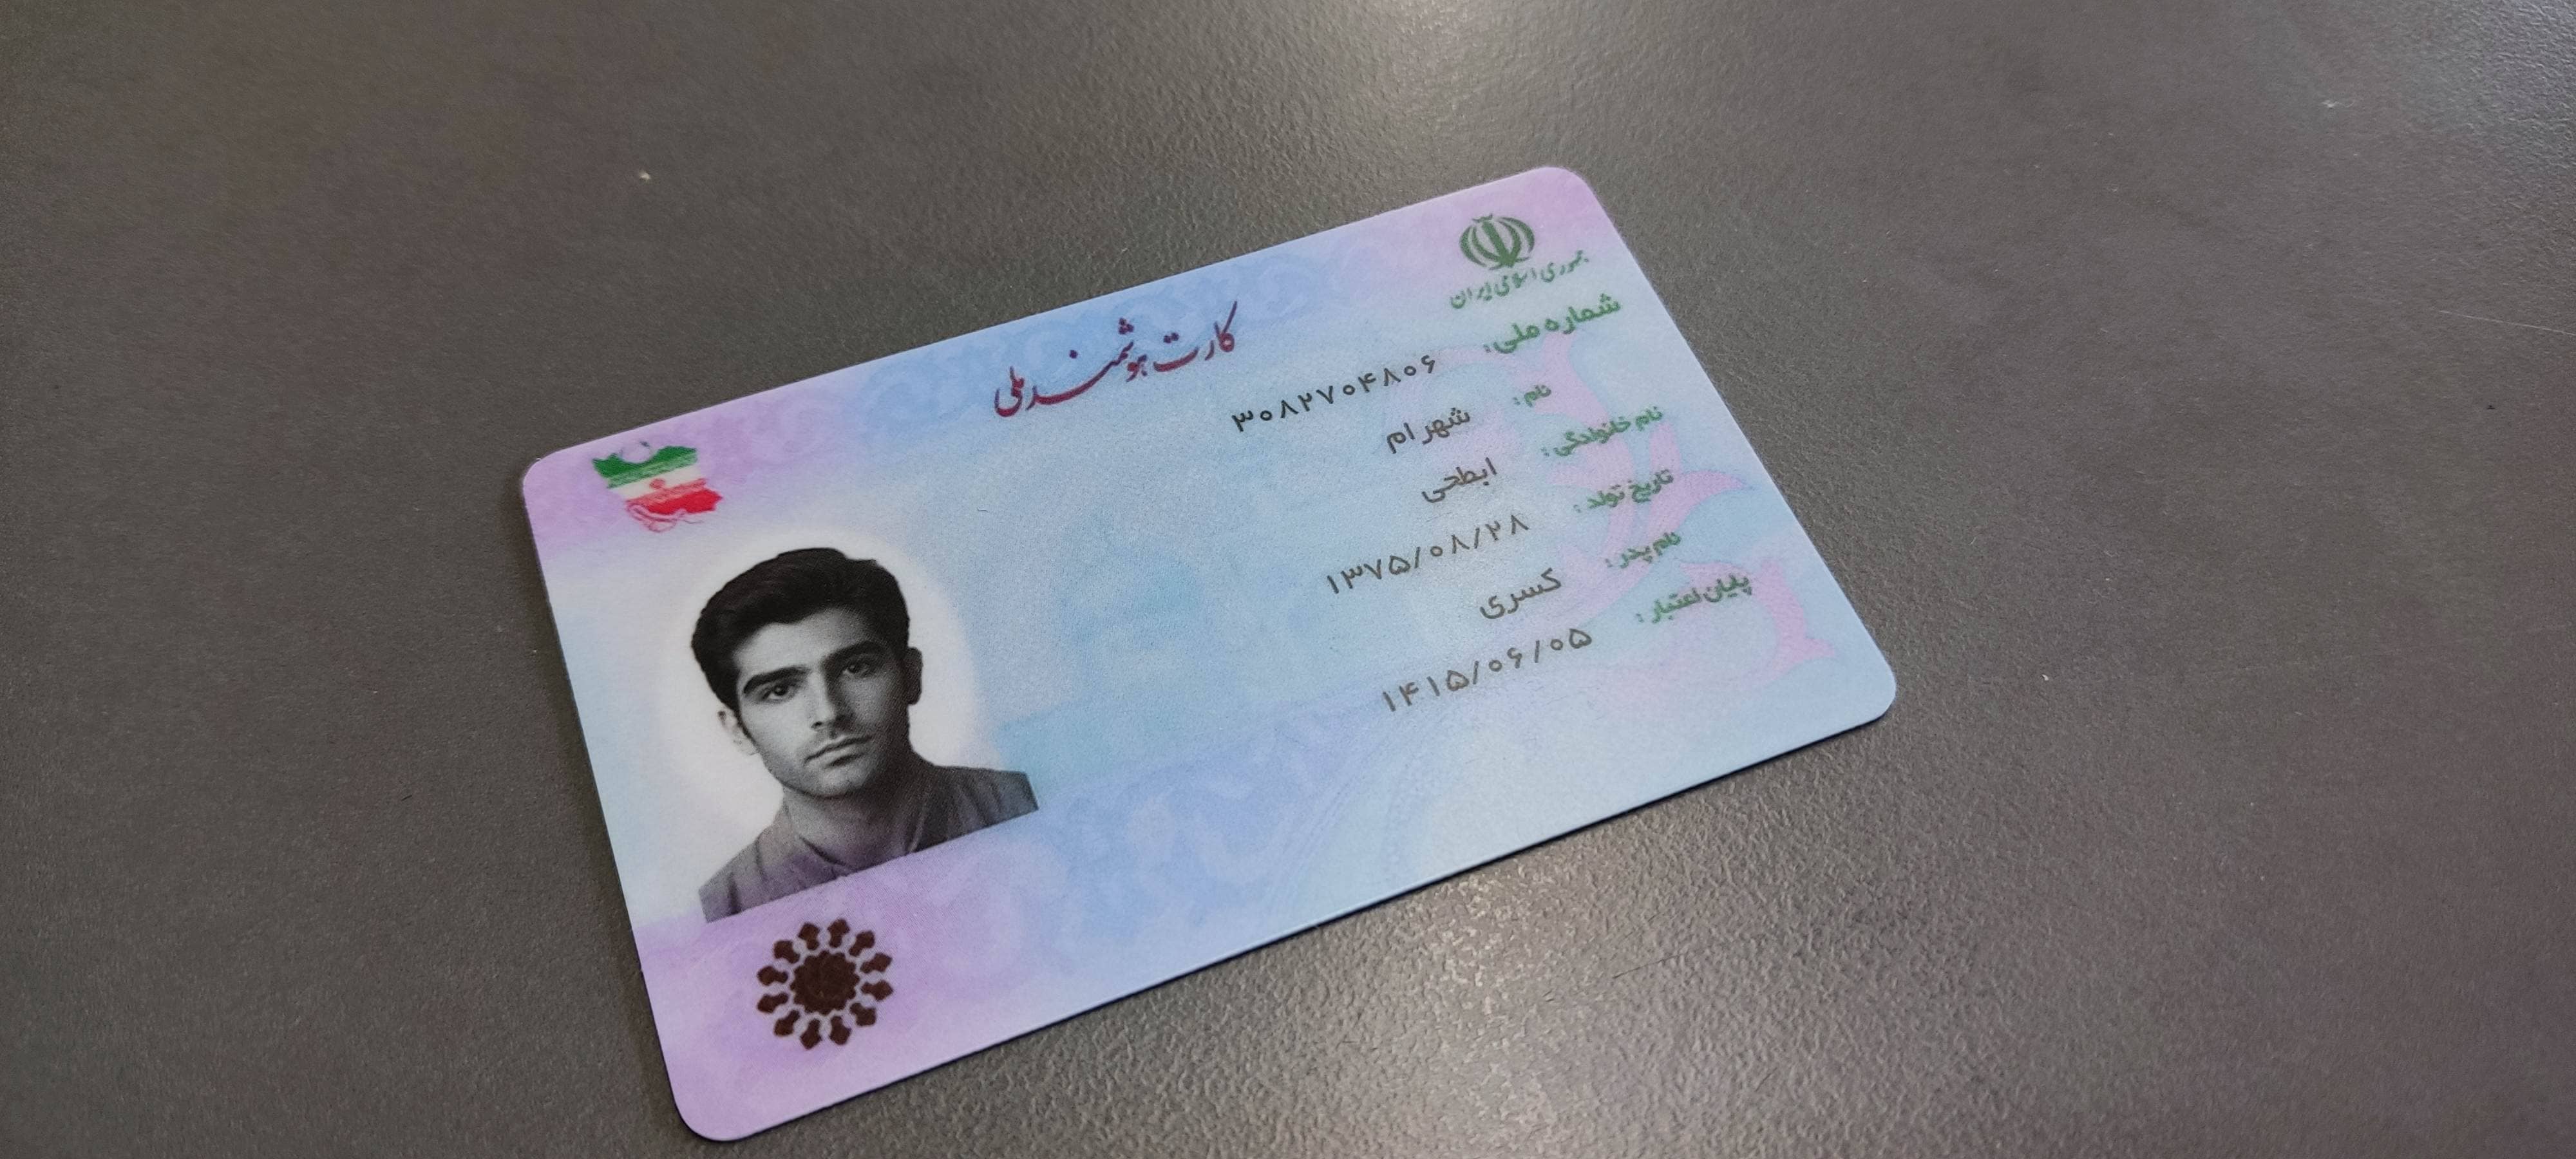 جمهوری اسلامی ایران
کارت هوشمند ملی
شماره ملی: ۳۰۸۲۷۰۴۸۰۶
نام: شهرام
نام خانوادگی: ابطحی
تاریخ تولد: ۱۳۷۵/۰۸/۲۸
نام پدر: کسری
پایان اعتبار: ۱۴۱۵/۰۶/۰۵